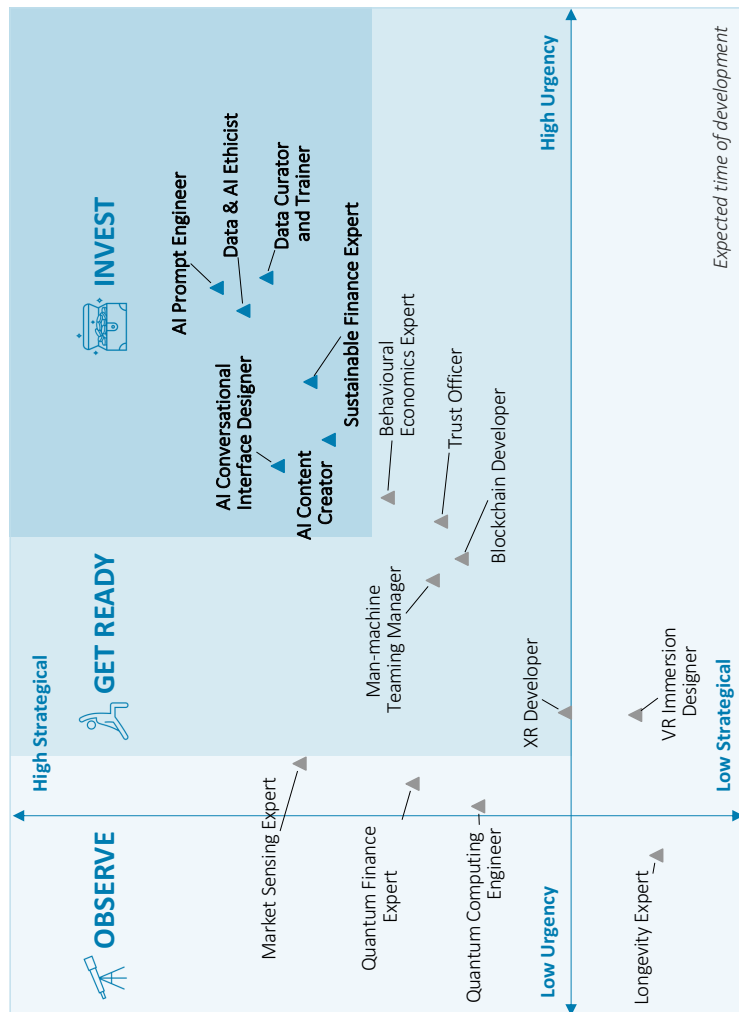 OBSERVE
GET READY
INVEST
High Strategical
AI Prompt Engineer
Data & AI Ethicist
Data Curator
and Trainer
AI Conversational
Interface Designer
Sustainable Finance Expert
AI Content
Creator
Market Sensing Expert
Behavioural
Economics Expert
Quantum Finance
Expert
Man-machine
Teaming Manager
Trust Officer
Quantum Computing
Engineer
Blockchain Developer
XR Developer
Low Urgency
High Urgency
Longevity Expert
VR Immersion
Designer
Low Strategical
Expected time of development